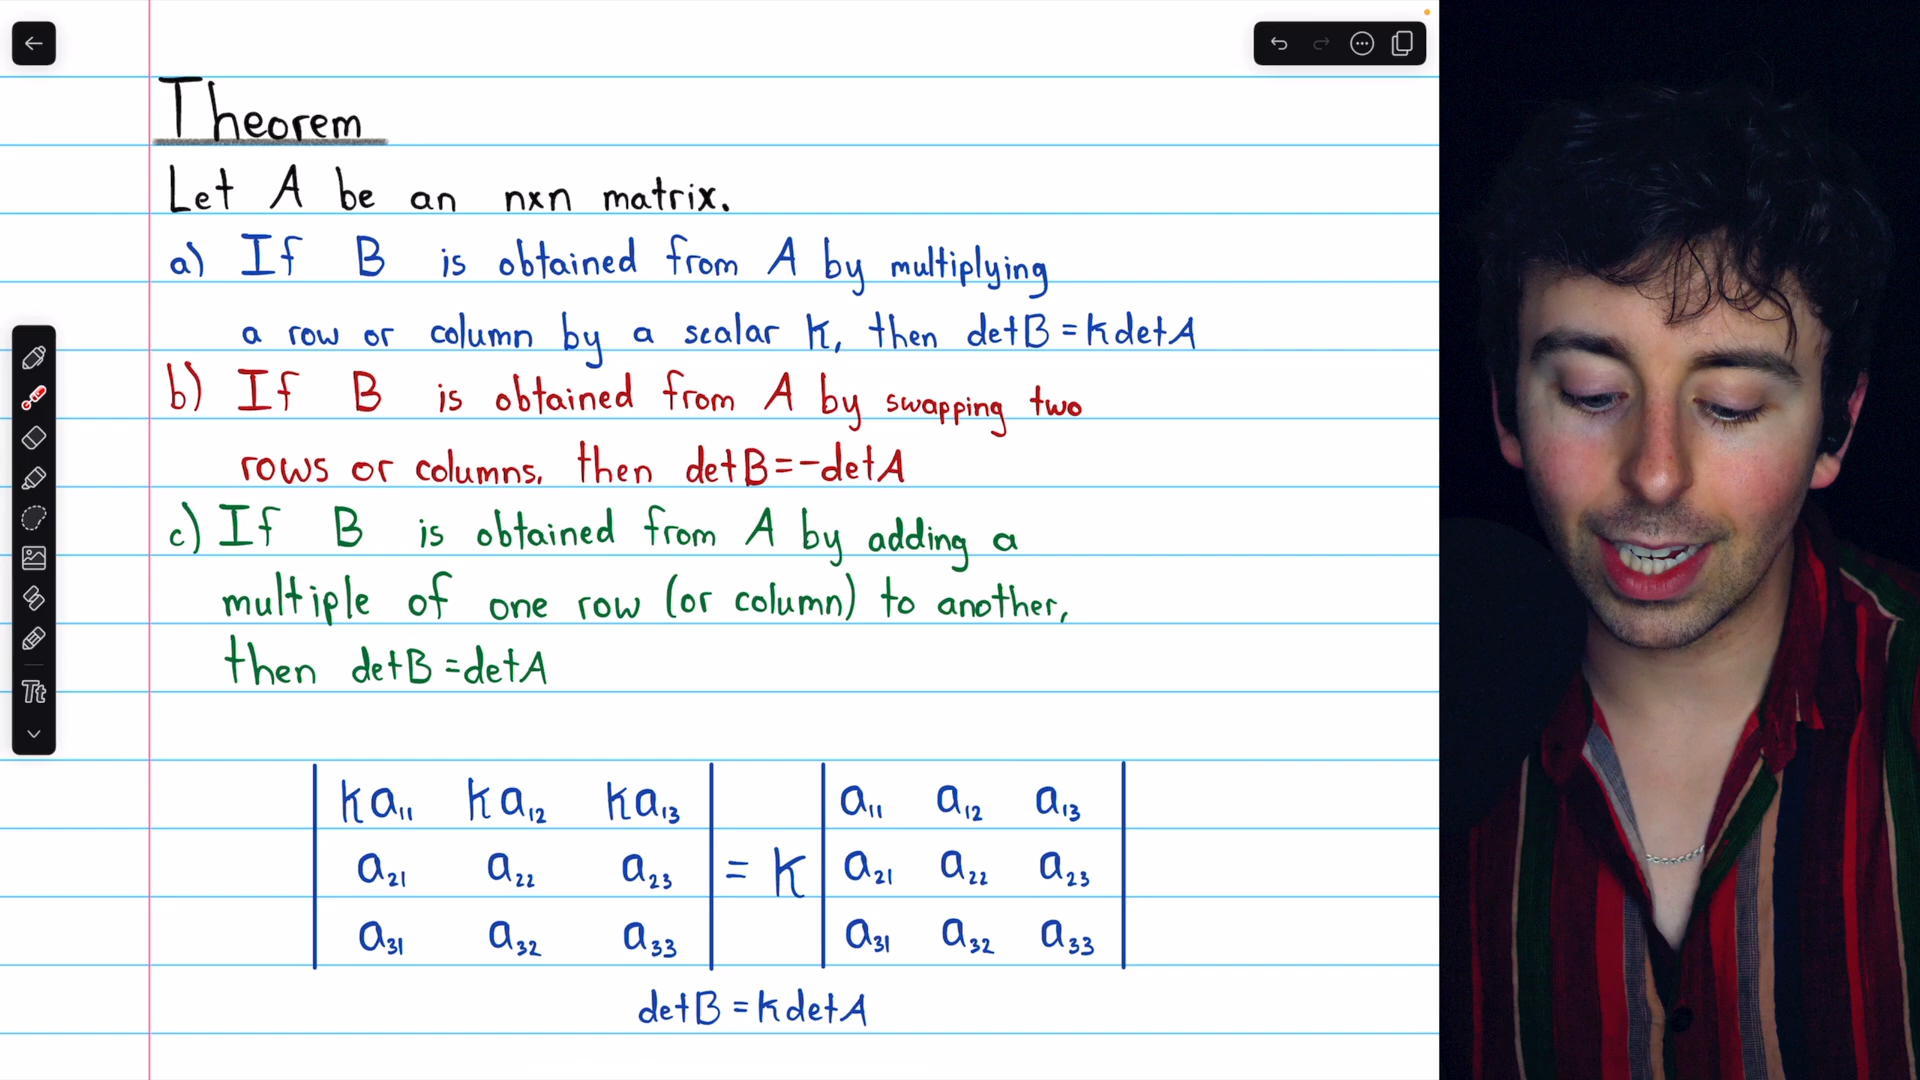 Theorem
Let A be an nxn matrix.
a) If B is obtained from A by multiplying
a row or column by a scalar k, then detB = kdetA
b) If B is obtained from A by swapping two
rows or columns, then detB=-detA
c) If B is obtained from A by adding a
multiple of one row (or column) to another,
then detB =detA
| ka₁₁ ka₁₂ ka₁₃ | | a₁₁ a₁₂ a₁₃ |
| a₂₁ a₂₂ a₂₃ | = k | a₂₁ a₂₂ a₂₃ |
| a₃₁ a₃₂ a₃₃ | | a₃₁ a₃₂ a₃₃ |
detB = kdetA
Tt